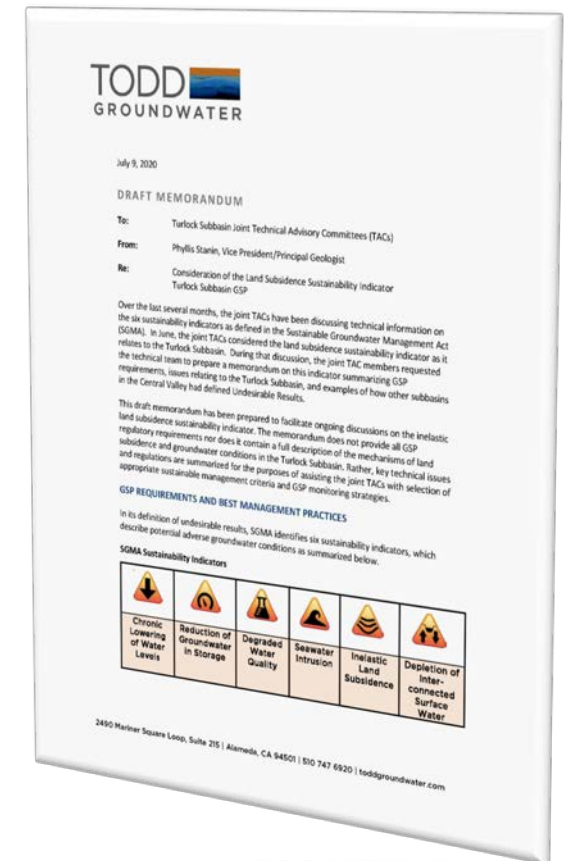 TODD
GROUNDWATER
July 9, 2020
DRAFT MEMORANDUM
To: Turlock Subbasin Joint Technical Advisory Committees (TACs)
From: Phyllis Stanin, Vice President/Principal Geologist
Re: Consideration of the Land Subsidence Sustainability Indicator
Turlock Subbasin GSP
Over the last several months, the joint TACs have been discussing technical information on
the six sustainability indicators as defined in the Sustainable Groundwater Management Act
(SGMA). In June, the joint TACs considered the land subsidence sustainability indicator as it
relates to the Turlock Subbasin. During that discussion, the joint TAC members requested
the technical team to prepare a memorandum on this indicator summarizing GSP
requirements, issues relating to the Turlock Subbasin, and examples of how other subbasins
in the Central Valley had defined Undesirable Results.
This draft memorandum has been prepared to facilitate ongoing discussions on the inelastic
land subsidence sustainability indicator. The memorandum does not provide all GSP
regulatory requirements nor does it contain a full description of the mechanisms of land
subsidence and groundwater conditions in the Turlock Subbasin. Rather, key technical issues
and regulations are summarized for the purposes of assisting the joint TACs with selection of
appropriate sustainable management criteria and GSP monitoring strategies.
GSP REQUIREMENTS AND BEST MANAGEMENT PRACTICES
In its definition of undesirable results, SGMA identifies six sustainability indicators, which
describe potential adverse groundwater conditions as summarized below.
SGMA Sustainability Indicators
Chronic
Lowering
of Water
Levels
Reduction of
Groundwater
in Storage
Degraded
Water
Quality
Seawater
Intrusion
Inelastic
Land
Subsidence
Depletion of
Inter-
connected
Surface
Water
2490 Mariner Square Loop, Suite 215 | Alameda, CA 94501 | 510 747 6920 | toddgroundwater.com